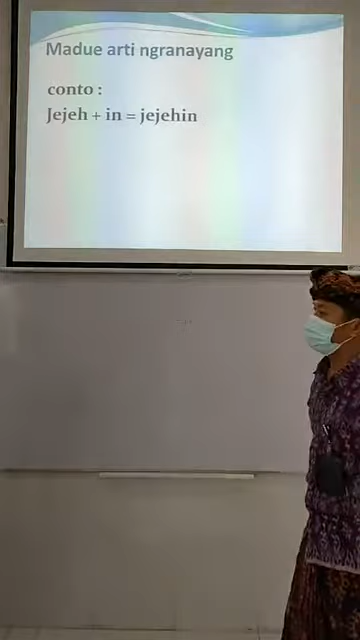 Madue arti ngranayang
conto :
Jejeh + in = jejehin